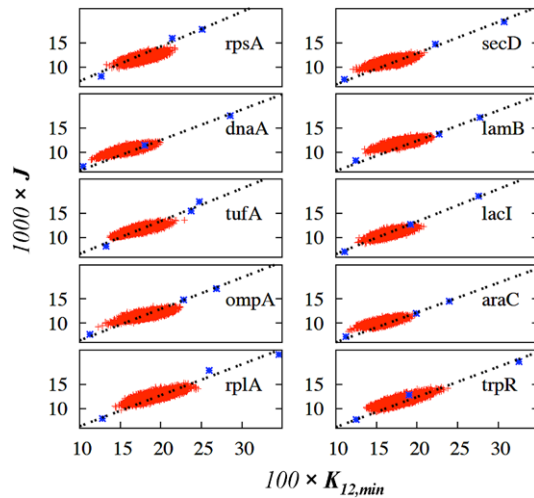 15 rpsA 15 secD
10 10
15 dnaA 15 lamB
10 10
15 tufA 15 lacI
10 10
15 ompA 15 araC
10 10
15 rplA 15 trpR
10 10
10 15 20 25 30 10 15 20 25 30
1000 × J
100 × K12,min